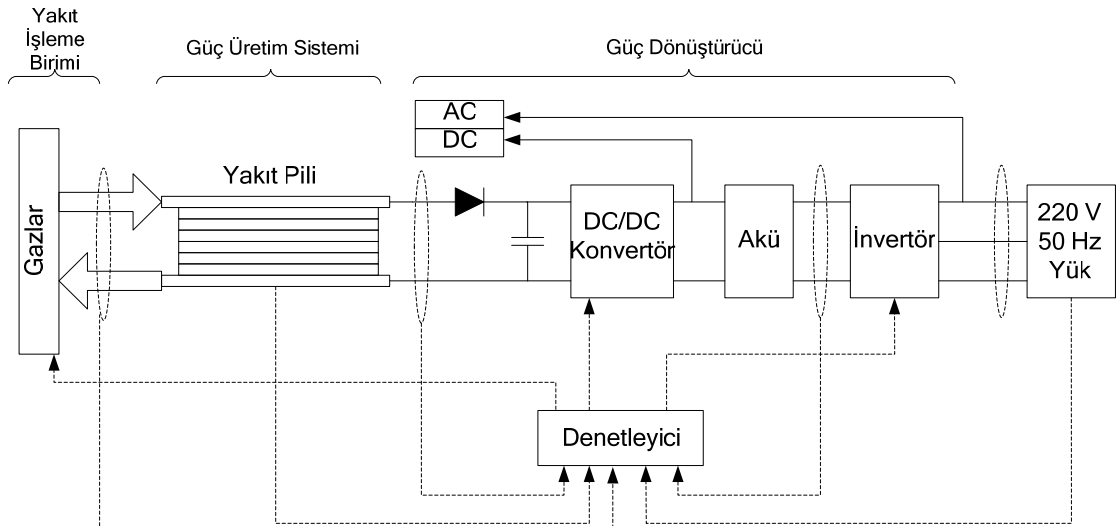 Yakıt
İşleme
Birimi
Güç Üretim Sistemi
Güç Dönüştürücü
AC
DC
Gazlar
Yakıt Pili
DC/DC
Konvertör
Akü
İnvertör
220 V
50 Hz
Yük
Denetleyici